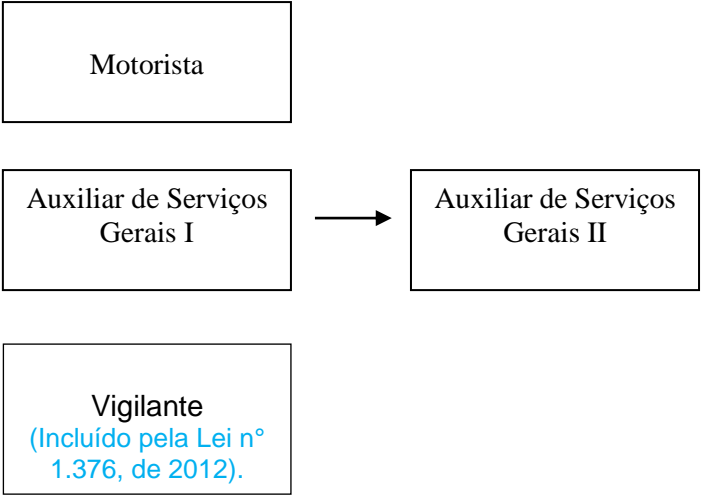 Motorista
Auxiliar de Serviços
Gerais I
Auxiliar de Serviços
Gerais II
Vigilante
(Incluído pela Lei n°
1.376, de 2012).